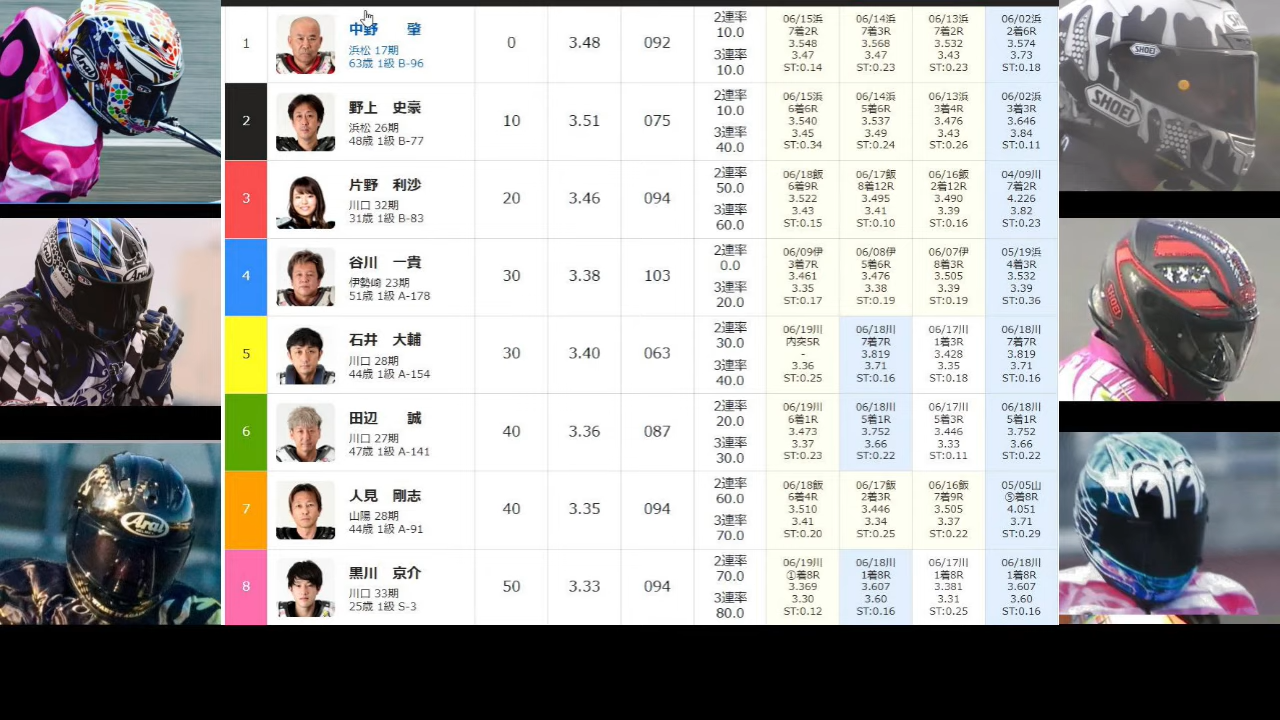 1
中野 肇
浜松 17期
63歳 1級 B-96
0
3.48
092
2連率
10.0
3連率
10.0
06/15浜
7着2R
3.548
3.47
ST:0.14
06/14浜
7着3R
3.568
3.47
ST:0.23
06/13浜
7着2R
3.532
3.43
ST:0.23
06/02浜
2着6R
3.574
3.73
ST:0.18
2
野上 史豪
浜松 26期
48歳 1級 B-77
10
3.51
075
2連率
10.0
3連率
40.0
06/15浜
6着6R
3.540
3.45
ST:0.34
06/14浜
5着6R
3.537
3.49
ST:0.24
06/13浜
3着4R
3.476
3.43
ST:0.26
06/02浜
3着3R
3.646
3.84
ST:0.11
3
片野 利沙
川口 32期
31歳 1級 B-83
20
3.46
094
2連率
50.0
3連率
60.0
06/18飯
6着9R
3.522
3.43
ST:0.15
06/17飯
8着12R
3.495
3.41
ST:0.10
06/16飯
2着12R
3.490
3.39
ST:0.16
04/09川
7着2R
4.226
3.82
ST:0.23
4
谷川 一貴
伊勢崎 23期
51歳 1級 A-178
30
3.38
103
2連率
0.0
3連率
20.0
06/09伊
3着7R
3.461
3.35
ST:0.17
06/08伊
5着6R
3.476
3.38
ST:0.19
06/07伊
8着3R
3.505
3.39
ST:0.19
05/19浜
4着3R
3.532
3.39
ST:0.36
5
石井 大輔
川口 28期
44歳 1級 A-154
30
3.40
063
2連率
30.0
3連率
40.0
06/19川
内突5R
-
3.36
ST:0.25
06/18川
7着7R
3.819
3.71
ST:0.16
06/17川
1着3R
3.428
3.35
ST:0.18
06/18川
7着7R
3.819
3.71
ST:0.16
6
田辺 誠
川口 27期
47歳 1級 A-141
40
3.36
087
2連率
20.0
3連率
30.0
06/19川
6着1R
3.473
3.37
ST:0.23
06/18川
5着1R
3.752
3.66
ST:0.22
06/17川
5着3R
3.446
3.33
ST:0.11
06/18川
5着1R
3.752
3.66
ST:0.22
7
人見 剛志
山陽 28期
44歳 1級 A-91
40
3.35
094
2連率
60.0
3連率
70.0
06/18飯
6着4R
3.510
3.41
ST:0.20
06/17飯
2着3R
3.446
3.34
ST:0.25
06/16飯
7着9R
3.505
3.37
ST:0.22
05/05山
着8R
4.051
3.71
ST:0.29
8
黒川 京介
川口 33期
25歳 1級 S-3
50
3.33
094
2連率
70.0
3連率
80.0
06/19川
①着8R
3.369
3.30
ST:0.12
06/18川
1着8R
3.607
3.60
ST:0.16
06/17川
1着8R
3.381
3.31
ST:0.25
06/18川
1着8R
3.607
3.60
ST:0.16
Arai
Arai
Arai
SHOEI
SHOEI
SHOEI